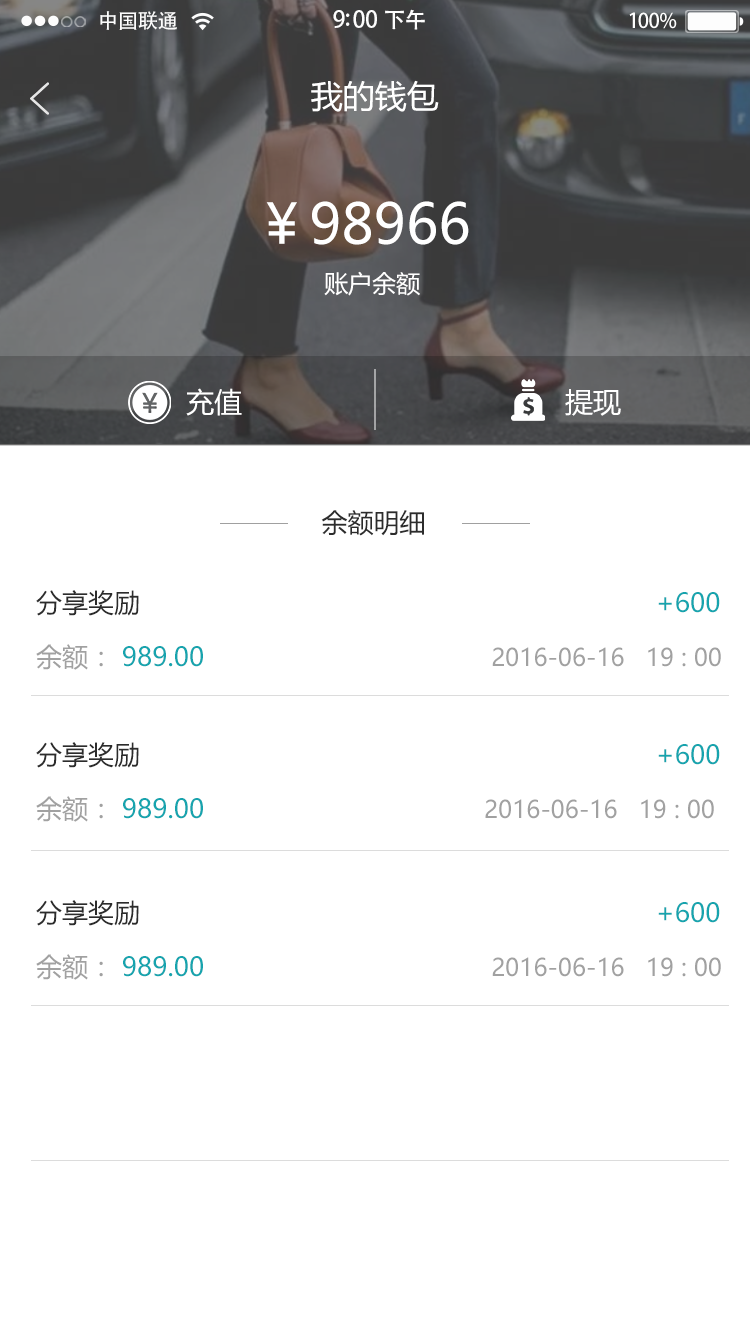 中国联通 9:00 下午 100%
我的钱包
¥98966
账户余额
¥ 充值 $ 提现
余额明细
分享奖励 +600
余额： 989.00 2016-06-16 19 : 00
分享奖励 +600
余额： 989.00 2016-06-16 19 : 00
分享奖励 +600
余额： 989.00 2016-06-16 19 : 00